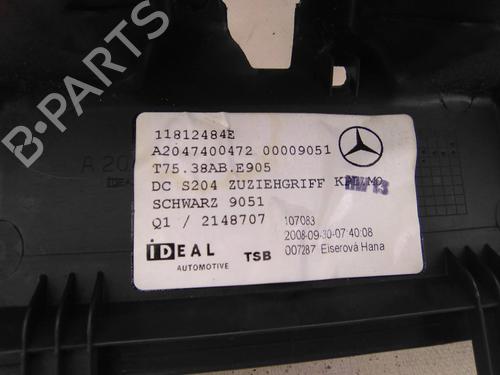 11812484E
A2047400472 00009051
T75.38AB.E905
DC S204 ZUZIEHGRIFF
SCHWARZ 9051
Q1 / 2148707
107083
2008-09-30-07:40:08
007287 Eiserová Hana
IDEAL
AUTOMOTIVE
TSB
B-PARTS